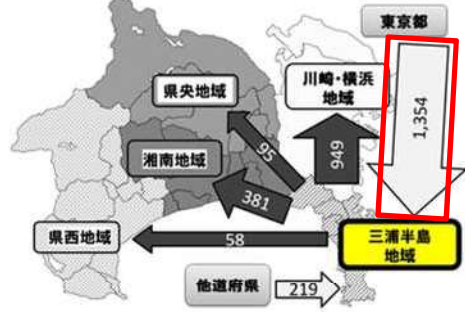 東京都
川崎・横浜
地域
県央地域
1,354
949
95
湘南地域
381
県西地域
58
三浦半島
地域
他道府県
219